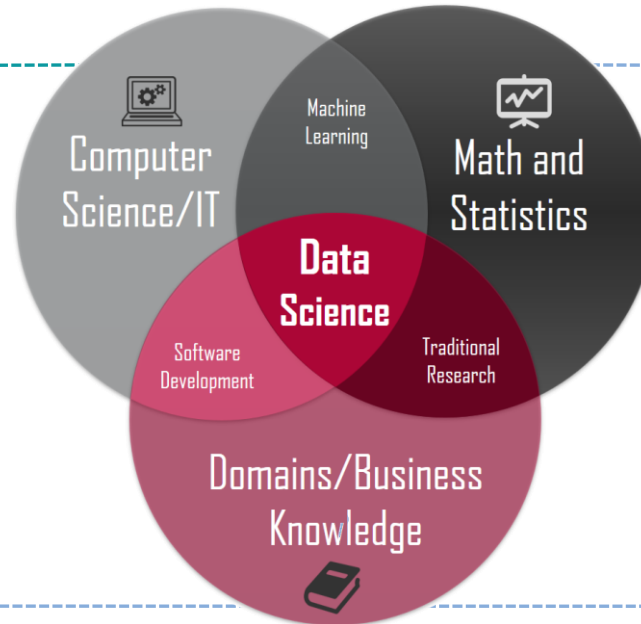 Machine
Learning
Computer
Science/IT
Math and
Statistics
Data
Science
Software
Development
Traditional
Research
Domains/Business
Knowledge